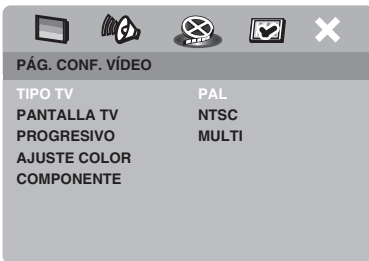 PÁG. CONF. VÍDEO
TIPO TV PAL
PANTALLA TV NTSC
PROGRESIVO MULTI
AJUSTE COLOR
COMPONENTE